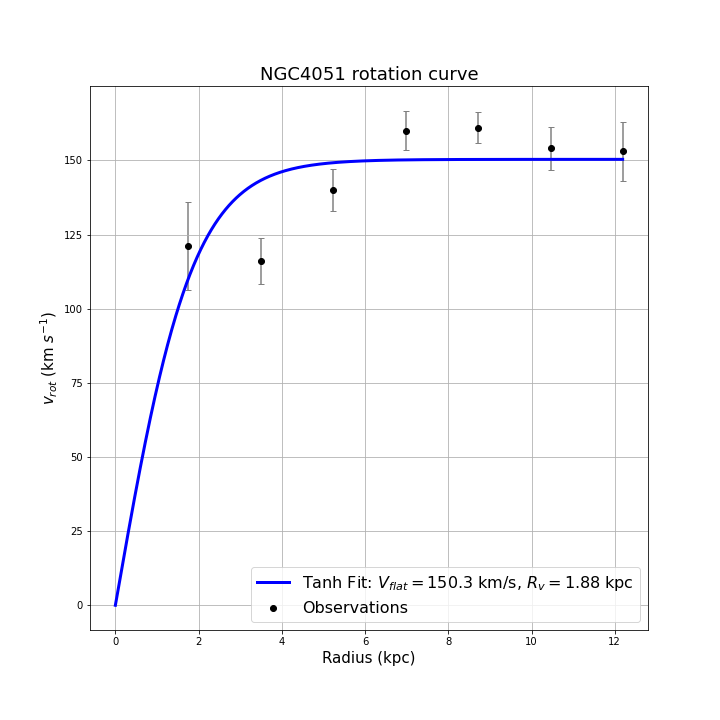 NGC4051 rotation curve
150
125
100
75
50
25
0
v_rot (km s⁻¹)
Tanh Fit: V_flat = 150.3 km/s, R_v = 1.88 kpc
Observations
0 2 4 6 8 10 12
Radius (kpc)